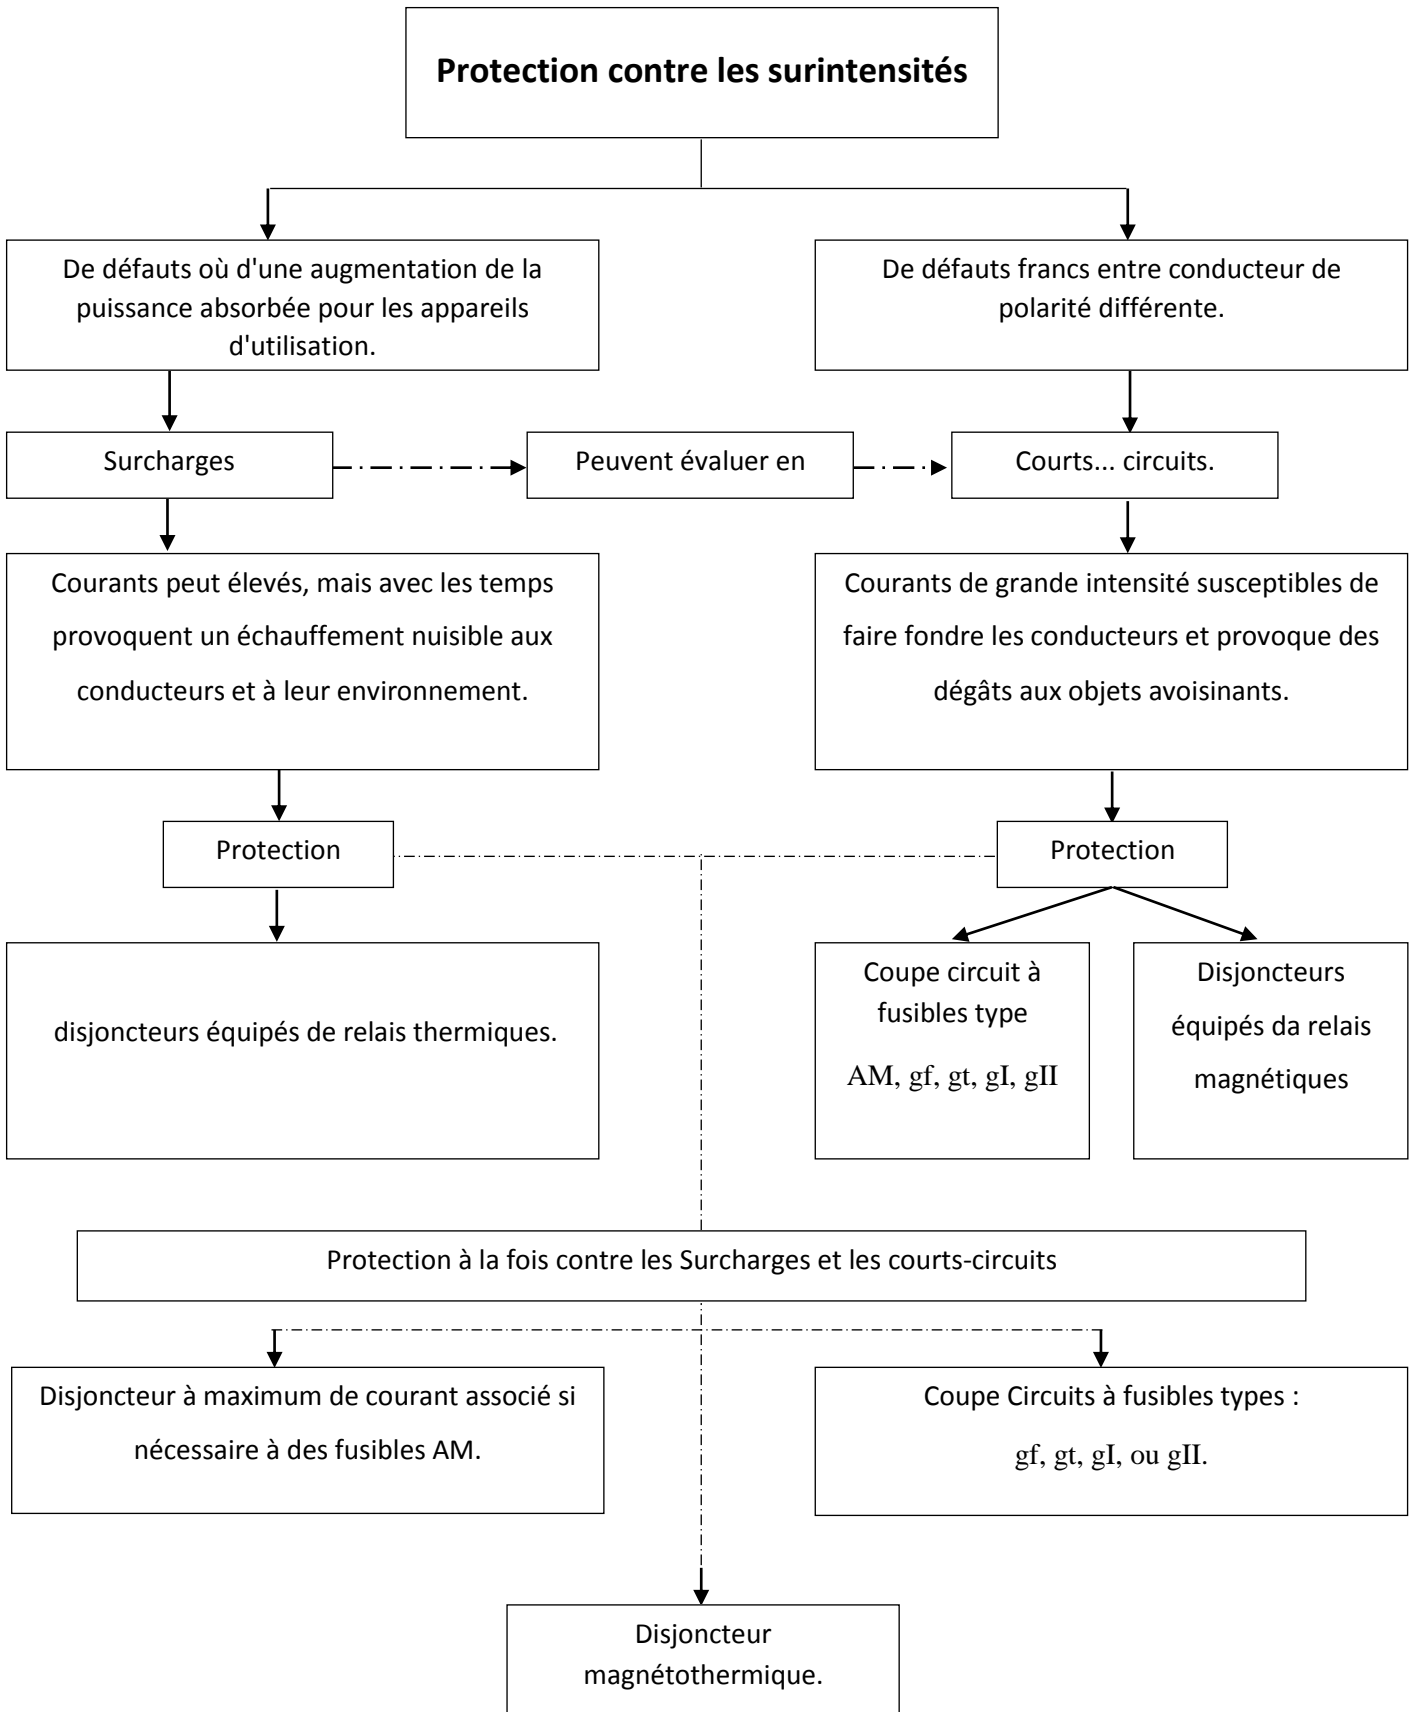 Protection contre les surintensités
De défauts où d'une augmentation de la
puissance absorbée pour les appareils
d'utilisation.
De défauts francs entre conducteur de
polarité différente.
Surcharges
Peuvent évaluer en
Courts... circuits.
Courants peut élevés, mais avec les temps
provoquent un échauffement nuisible aux
conducteurs et à leur environnement.
Courants de grande intensité susceptibles de
faire fondre les conducteurs et provoque des
dégâts aux objets avoisinants.
Protection
Protection
disjoncteurs équipés de relais thermiques.
Coupe circuit à
fusibles type
AM, gf, gt, gI, gII
Disjoncteurs
équipés da relais
magnétiques
Protection à la fois contre les Surcharges et les courts-circuits
Disjoncteur à maximum de courant associé si
nécessaire à des fusibles AM.
Coupe Circuits à fusibles types :
gf, gt, gI, ou gII.
Disjoncteur
magnétothermique.